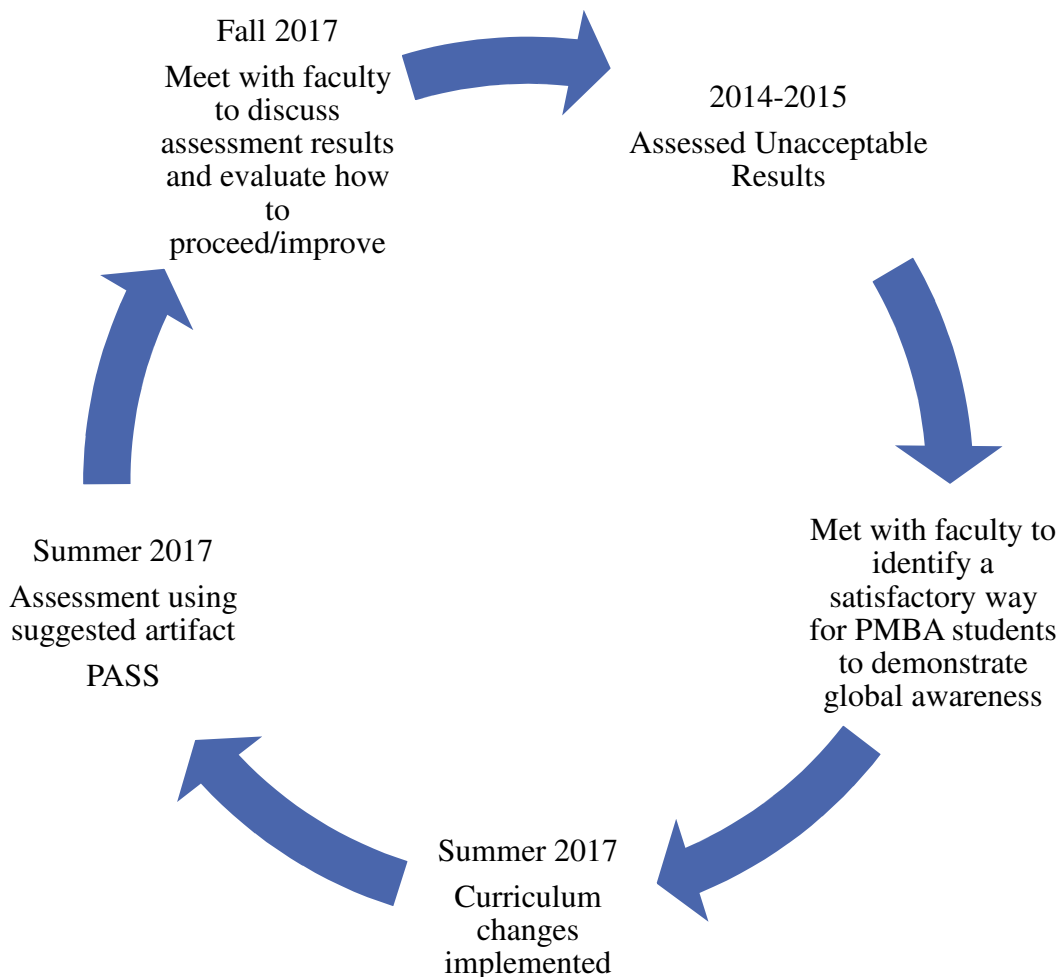 Fall 2017
Meet with faculty
to discuss
assessment results
and evaluate how
to
proceed/improve
2014-2015
Assessed Unacceptable
Results
Met with faculty to
identify a
satisfactory way
for PMBA students
to demonstrate
global awareness
Summer 2017
Curriculum
changes
implemented
Summer 2017
Assessment using
suggested artifact
PASS